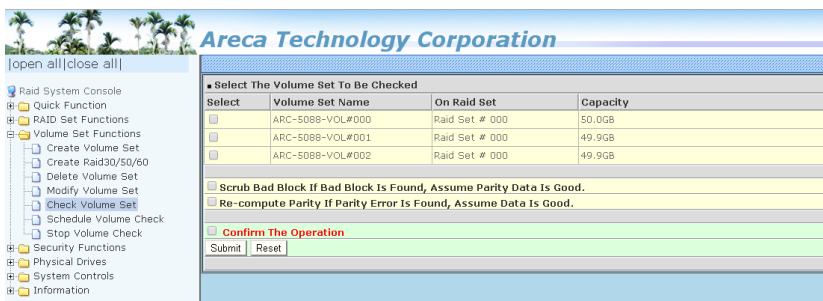 Areca Technology Corporation
|open all|close all|
Raid System Console
Quick Function
RAID Set Functions
Volume Set Functions
Create Volume Set
Create Raid30/50/60
Delete Volume Set
Modify Volume Set
Check Volume Set
Schedule Volume Check
Stop Volume Check
Security Functions
Physical Drives
System Controls
Information
Select The Volume Set To Be Checked
Select Volume Set Name On Raid Set Capacity
ARC-5088-VOL#000 Raid Set # 000 50.0GB
ARC-5088-VOL#001 Raid Set # 000 49.9GB
ARC-5088-VOL#002 Raid Set # 000 49.9GB
Scrub Bad Block If Bad Block Is Found, Assume Parity Data Is Good.
Re-compute Parity If Parity Error Is Found, Assume Data Is Good.
Confirm The Operation
Submit Reset